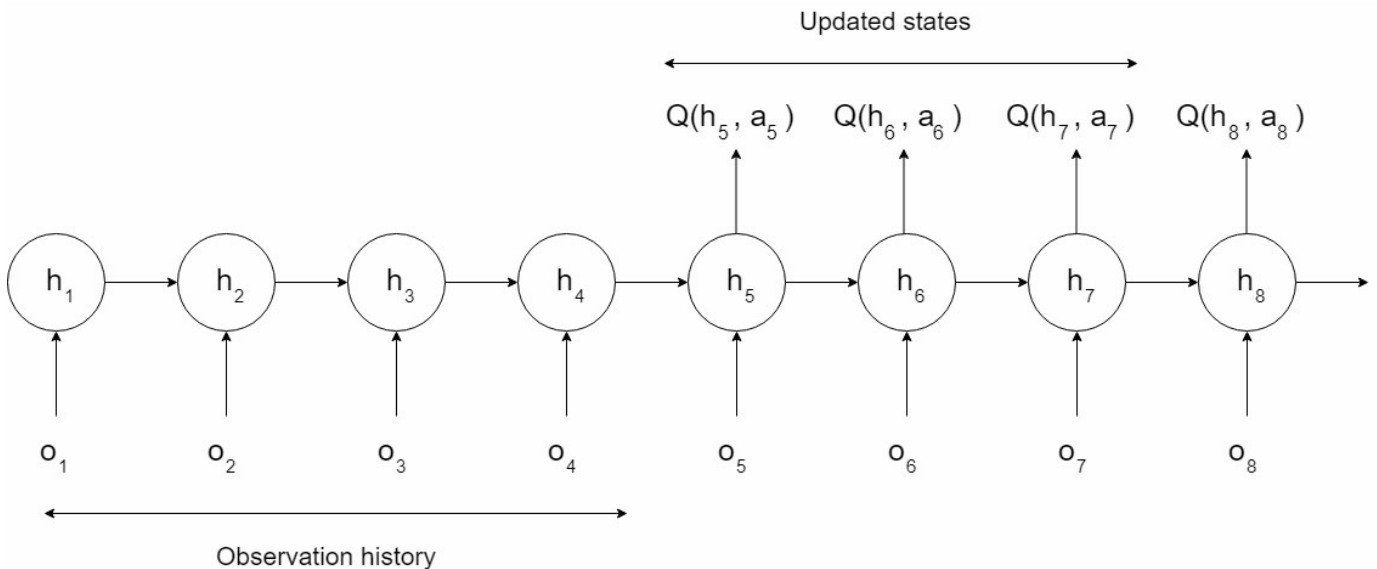 Updated states
Q(h₅ , a₅ ) Q(h₆ , a₆ ) Q(h₇ , a₇ ) Q(h₈ , a₈ )
h₁ h₂ h₃ h₄ h₅ h₆ h₇ h₈
o₁ o₂ o₃ o₄ o₅ o₆ o₇ o₈
Observation history